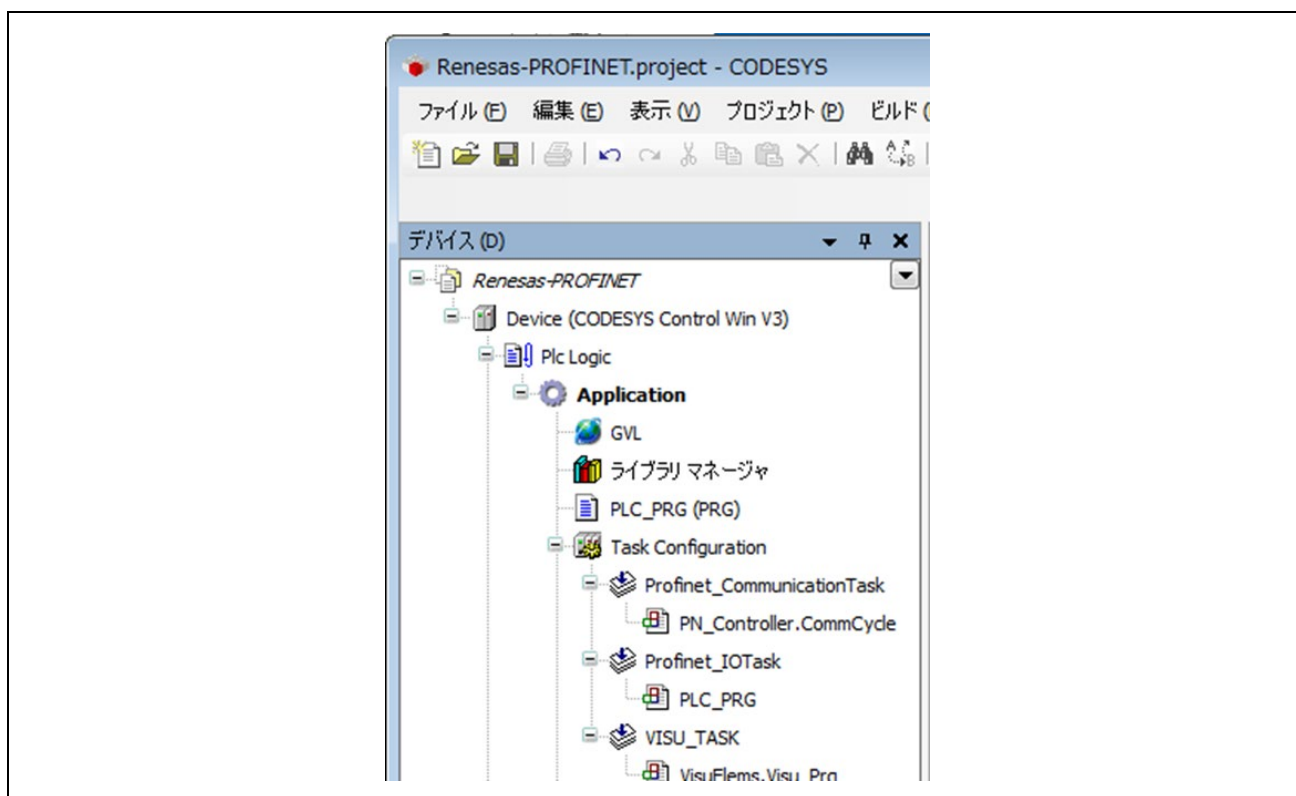 Renesas-PROFINET.project - CODESYS
ファイル (F) 編集 (E) 表示 (V) プロジェクト (P) ビルド (
デバイス (D)
Renesas-PROFINET
Device (CODESYS Control Win V3)
Plc Logic
Application
GVL
ライブラリ マネージャ
PLC_PRG (PRG)
Task Configuration
Profinet_CommunicationTask
PN_Controller.CommCycle
Profinet_IOTask
PLC_PRG
VISU_TASK
VisuElems.Visu_Prg